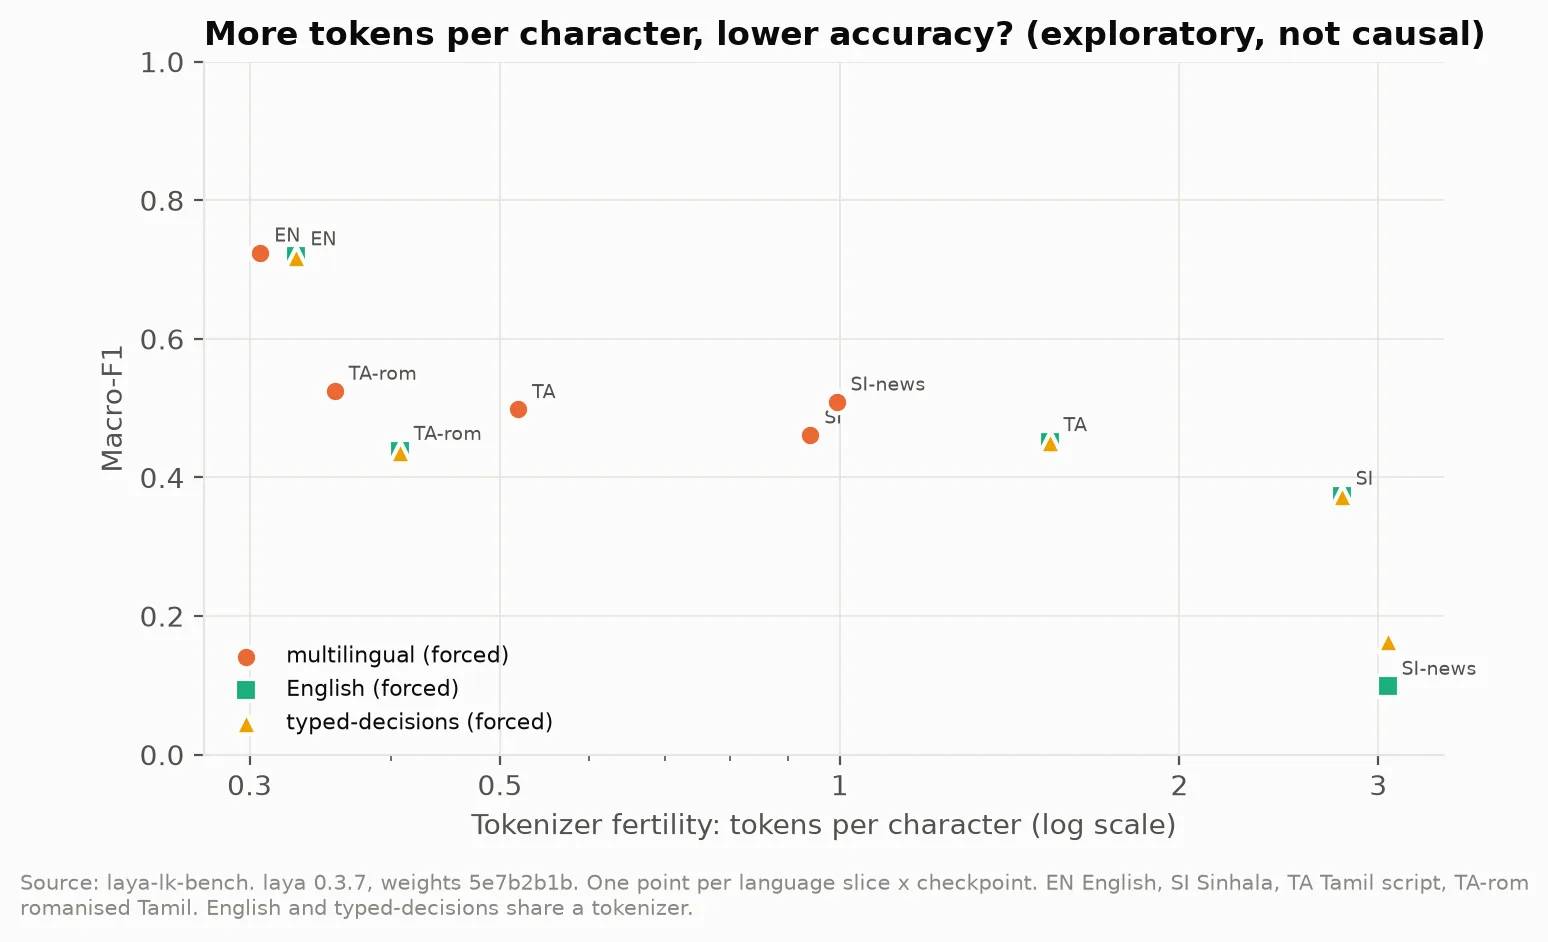 More tokens per character, lower accuracy? (exploratory, not causal)
1.0
0.8
0.6
0.4
0.2
0.0
Macro-F1
EN
EN
TA-rom
TA-rom
TA
SI-news
SI
TA
SI
SI-news
multilingual (forced)
English (forced)
typed-decisions (forced)
0.3
0.5
1
2
3
Tokenizer fertility: tokens per character (log scale)
Source: laya-lk-bench. laya 0.3.7, weights 5e7b2b1b. One point per language slice x checkpoint. EN English, SI Sinhala, TA Tamil script, TA-rom
romanised Tamil. English and typed-decisions share a tokenizer.